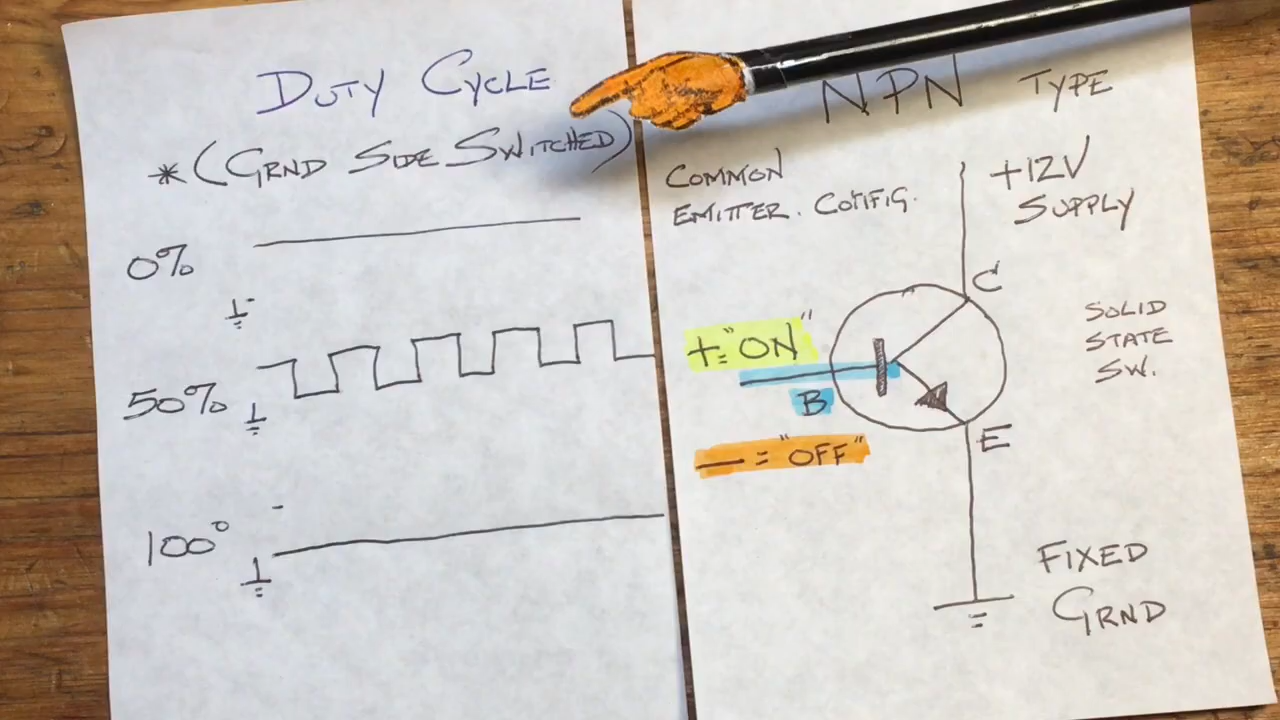 DUTY CYCLE
*(GRND SIDE SWITCHED)
0%
50%
100°
NPN TYPE
COMMON
EMITTER. COTIFIG.
+12V
SUPPLY
C
SOLID
STATE
SW.
+="ON"
B
— = "OFF"
E
FIXED
GRND